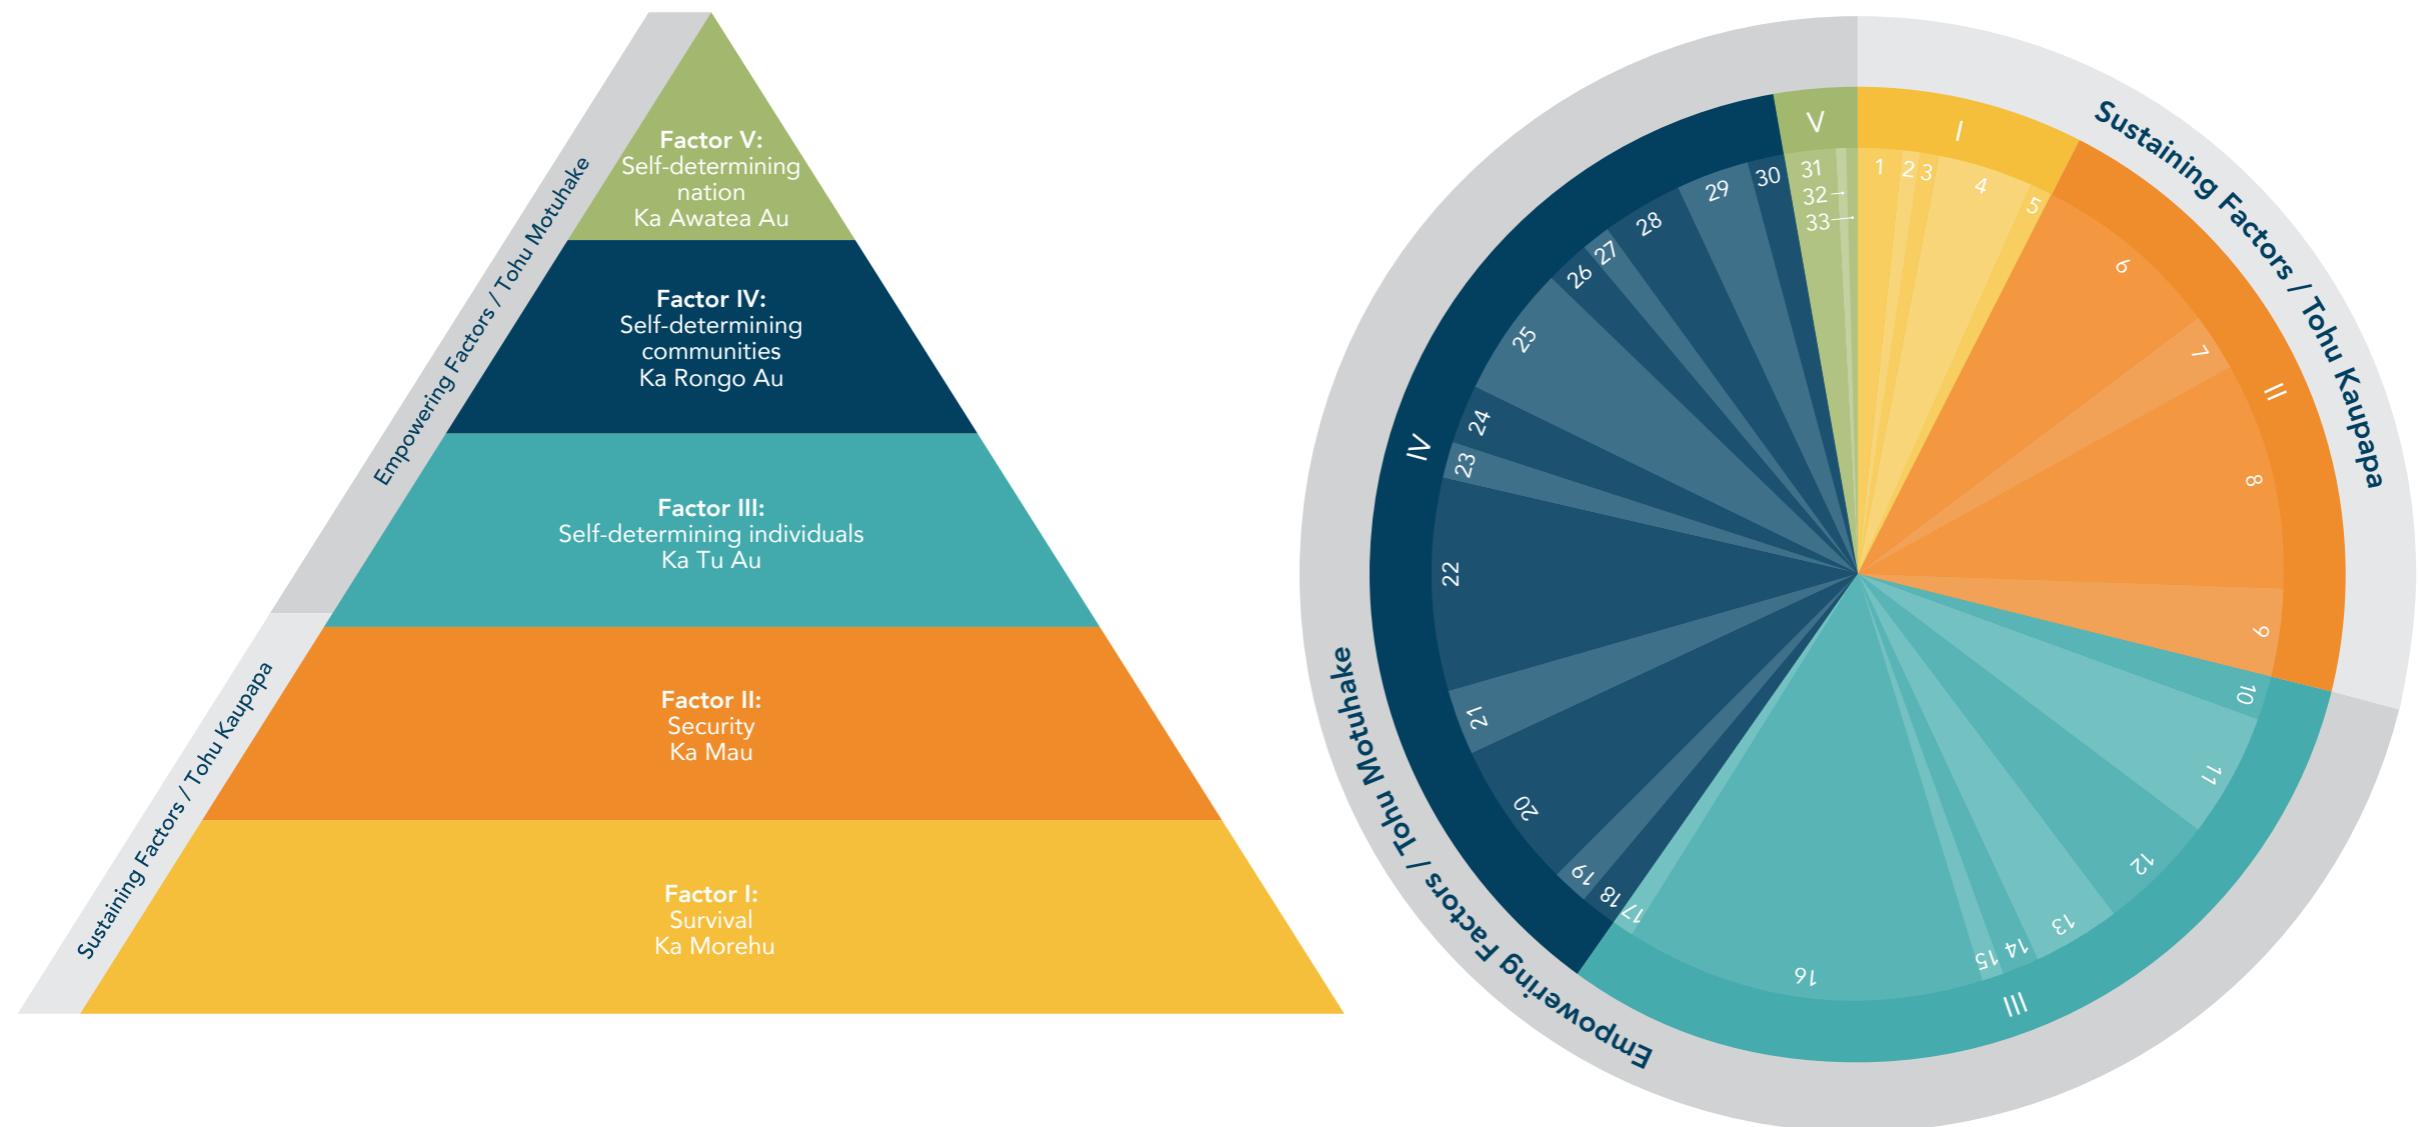 Factor V:
Self-determining
nation
Ka Awatea Au
Factor IV:
Self-determining
communities
Ka Rongo Au
Factor III:
Self-determining individuals
Ka Tu Au
Factor II:
Security
Ka Mau
Factor I:
Survival
Ka Morehu
Empowering Factors / Tohu Motuhake
Sustaining Factors / Tohu Kaupapa
Sustaining Factors / Tohu Kaupapa
Empowering Factors / Tohu Motuhake
I
II
III
IV
V
1
2
3
4
5
6
7
8
9
10
11
12
13
14
15
16
17
18
19
20
21
22
23
24
25
26
27
28
29
30
31
32
33